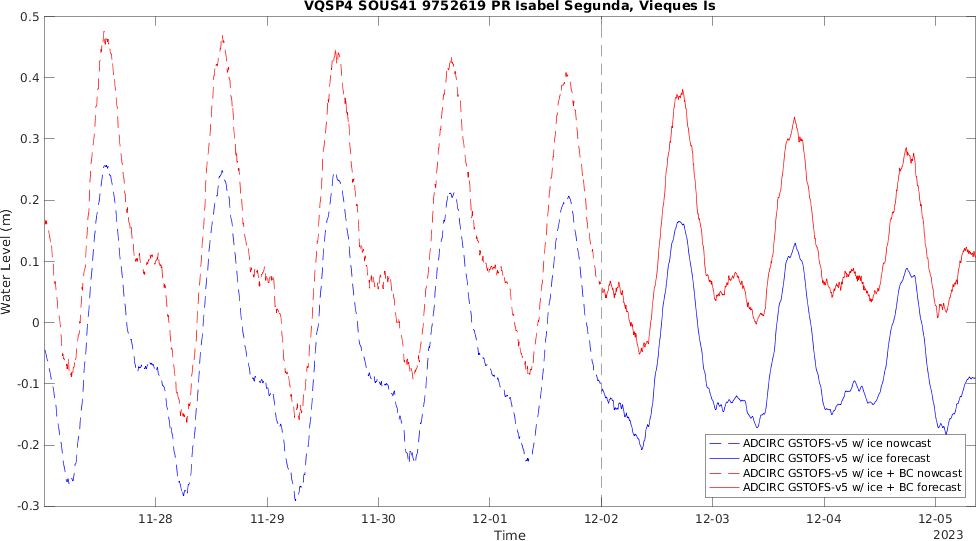 VQSP4 SOUS41 9752619 PR Isabel Segunda, Vieques Is
0.5
0.4
0.3
0.2
0.1
0
-0.1
-0.2
-0.3
Water Level (m)
ADCIRC GSTOFS-v5 w/ ice nowcast
ADCIRC GSTOFS-v5 w/ ice forecast
ADCIRC GSTOFS-v5 w/ ice + BC nowcast
ADCIRC GSTOFS-v5 w/ ice + BC forecast
11-28 11-29 11-30 12-01 12-02 12-03 12-04 12-05
Time
2023